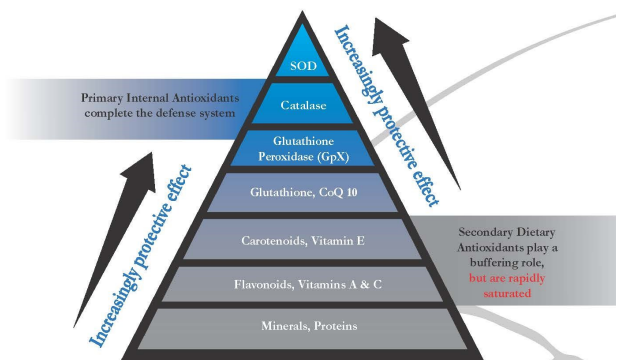 SOD
Increasingly protective effect
Primary Internal Antioxidants
complete the defense system
Catalase
Glutathione
Peroxidase (GpX)
Glutathione, CoQ 10
Increasingly protective effect
Carotenoids, Vitamin E
Secondary Dietary
Antioxidants play a
buffering role,
but are rapidly
saturated
Flavonoids, Vitamins A & C
Minerals, Proteins